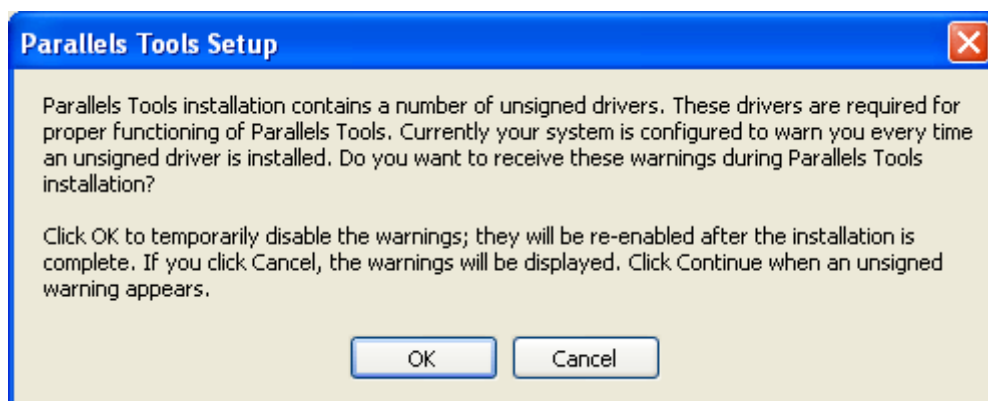 Parallels Tools Setup
Parallels Tools installation contains a number of unsigned drivers. These drivers are required for
proper functioning of Parallels Tools. Currently your system is configured to warn you every time
an unsigned driver is installed. Do you want to receive these warnings during Parallels Tools
installation?
Click OK to temporarily disable the warnings; they will be re-enabled after the installation is
complete. If you click Cancel, the warnings will be displayed. Click Continue when an unsigned
warning appears.
OK
Cancel